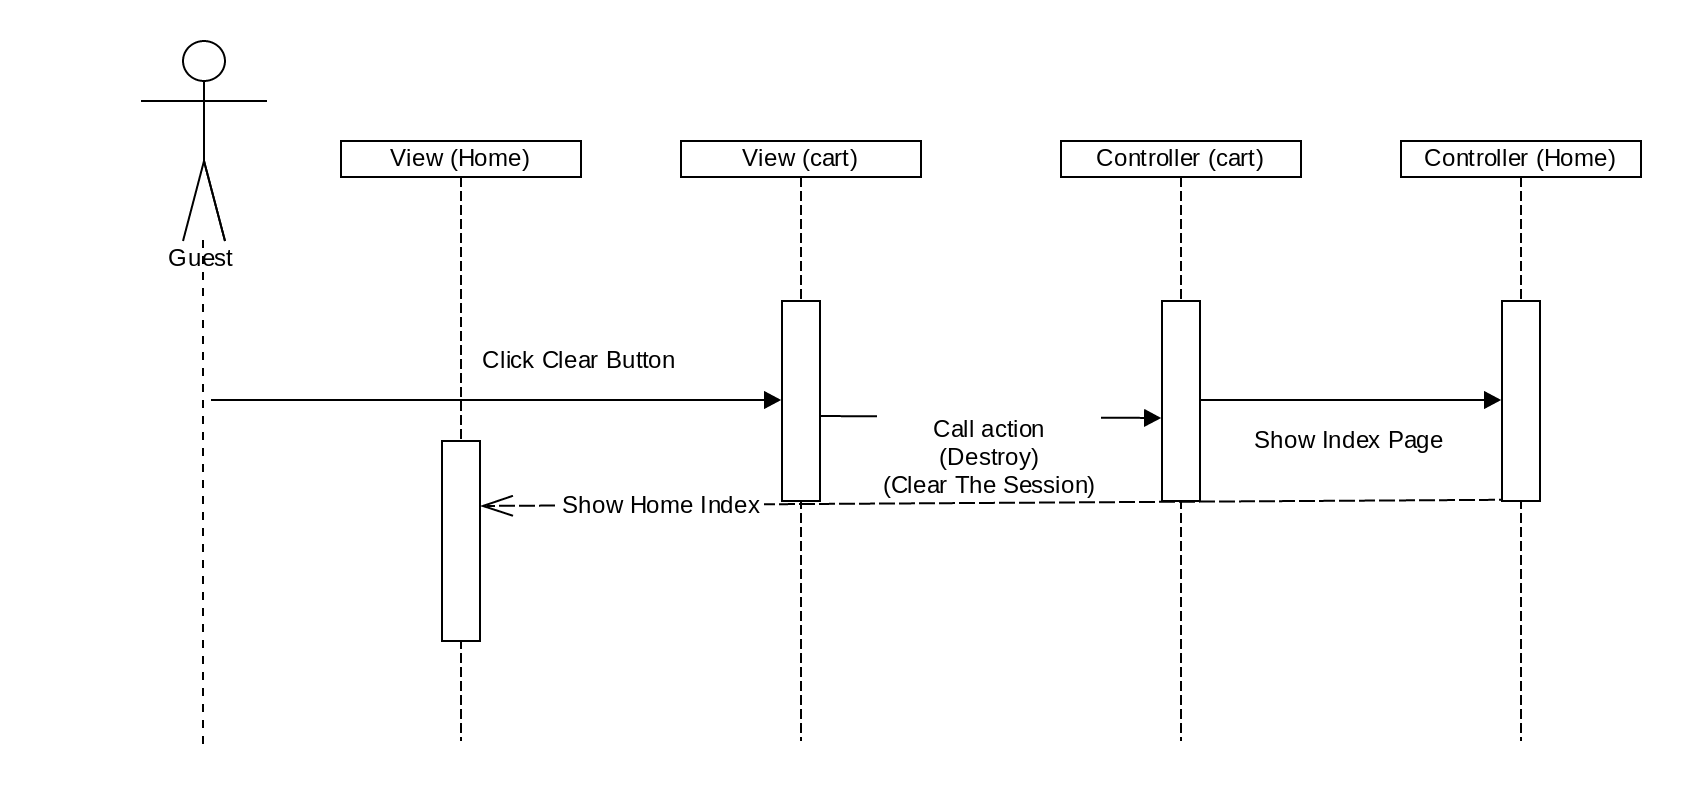 View (Home)
View (cart)
Controller (cart)
Controller (Home)
Guest
Click Clear Button
Call action
(Destroy)
(Clear The Session)
Show Index Page
Show Home Index